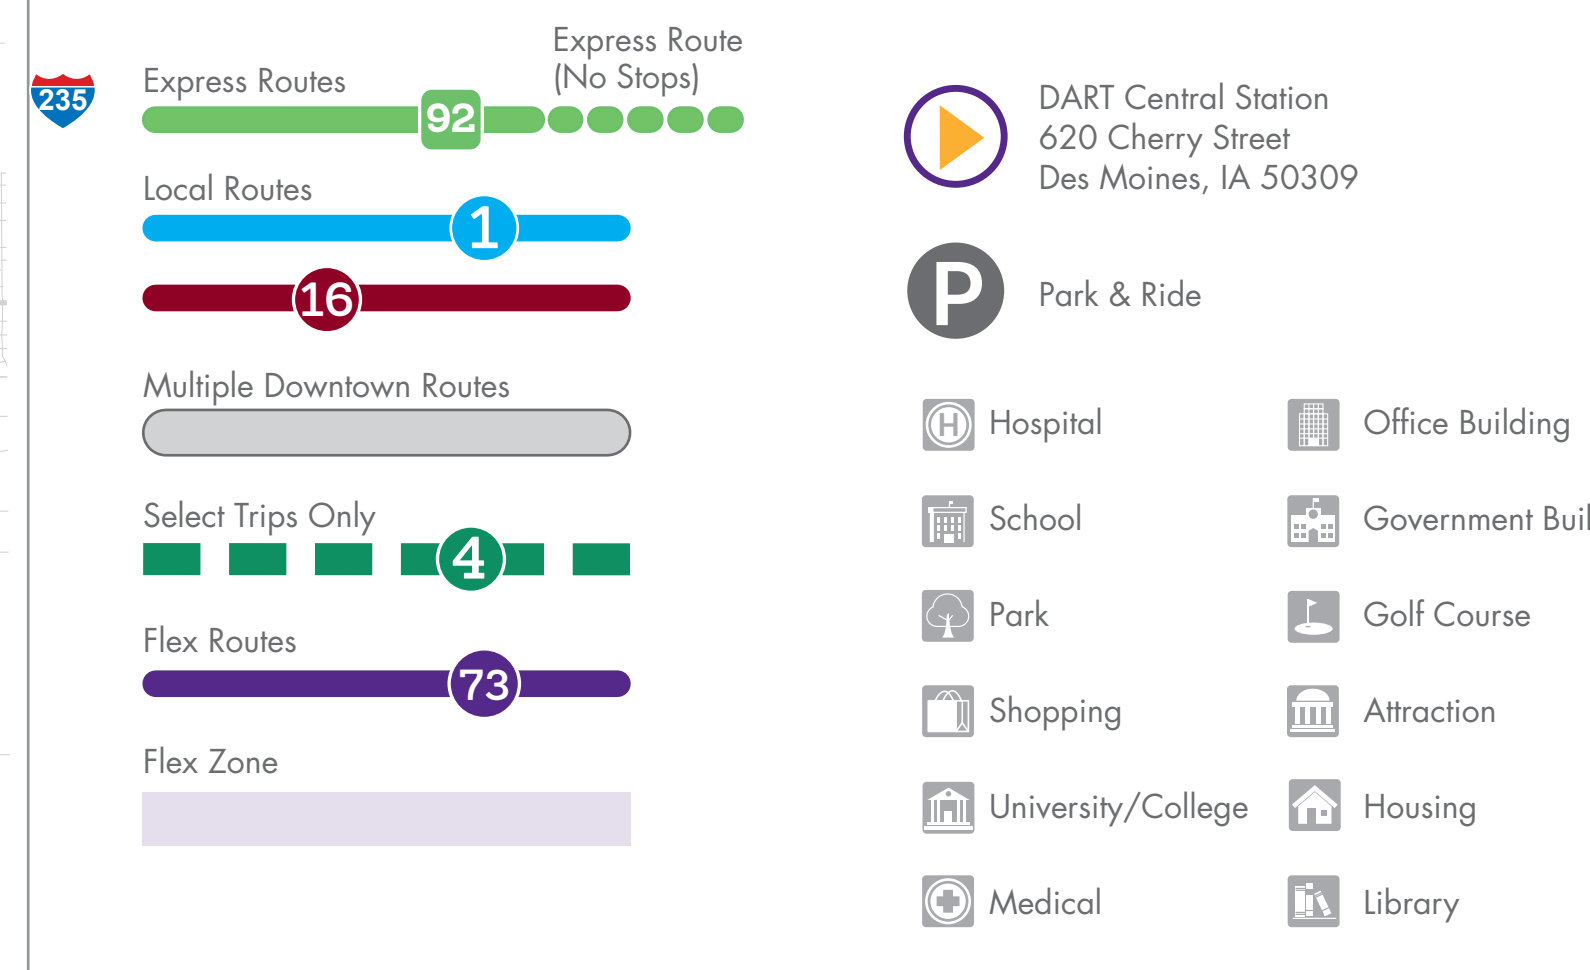 235
Express Routes
Express Route
(No Stops)
92
Local Routes
1
16
Multiple Downtown Routes
Select Trips Only
4
Flex Routes
73
Flex Zone
DART Central Station
620 Cherry Street
Des Moines, IA 50309
P
Park & Ride
H
Hospital
School
Park
Shopping
University/College
Medical
Office Building
Government Buil
Golf Course
Attraction
Housing
Library